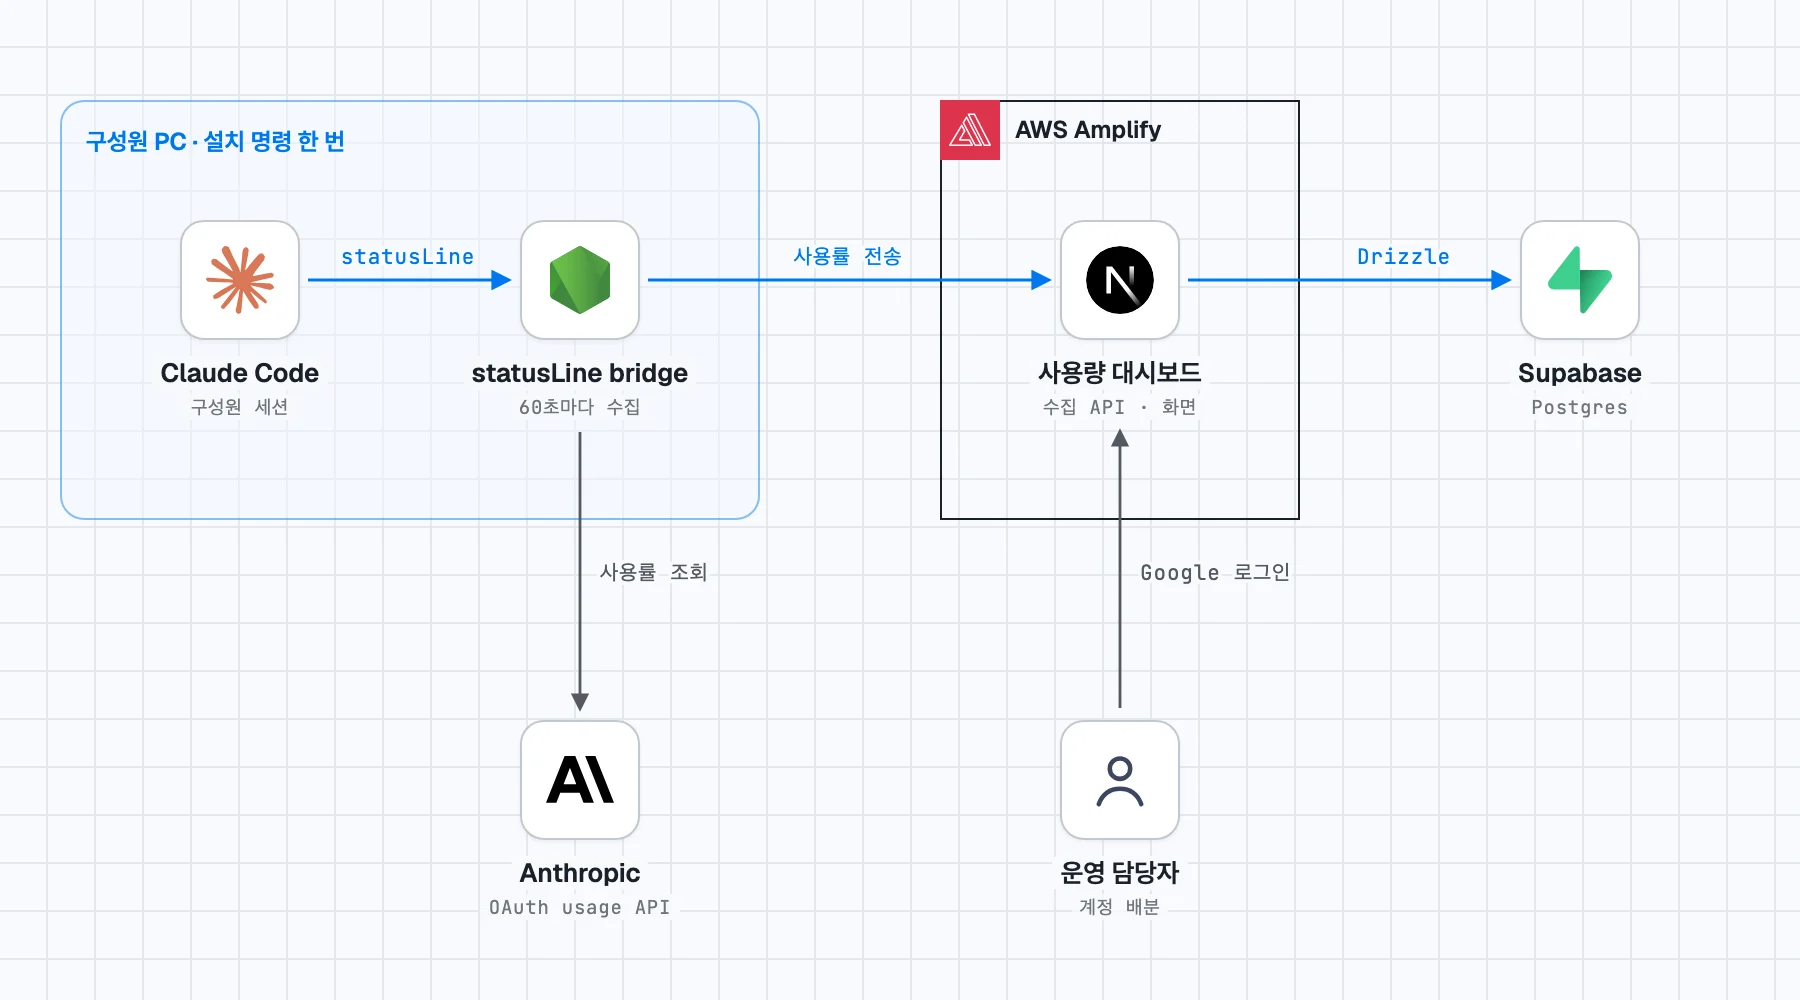 구성원 PC · 설치 명령 한 번
AWS Amplify
statusLine
사용률 전송
Drizzle
Claude Code
구성원 세션
statusLine bridge
60초마다 수집
사용량 대시보드
수집 API · 화면
Supabase
Postgres
사용률 조회
Google 로그인
Anthropic
OAuth usage API
운영 담당자
계정 배분